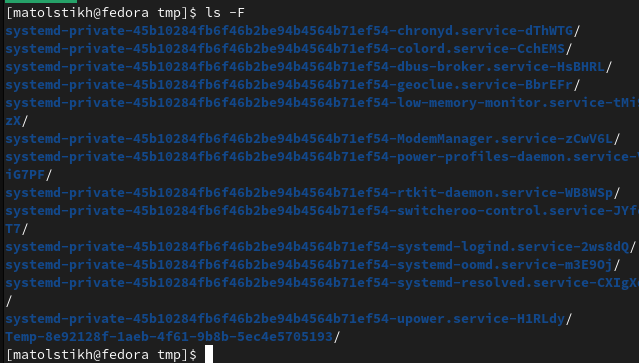 [matolstikh@fedora tmp]$ ls -F
systemd-private-45b10284fb6f46b2be94b4564b71ef54-chronyd.service-dThWTG/
systemd-private-45b10284fb6f46b2be94b4564b71ef54-colord.service-CchEMS/
systemd-private-45b10284fb6f46b2be94b4564b71ef54-dbus-broker.service-HsBHRL/
systemd-private-45b10284fb6f46b2be94b4564b71ef54-geoclue.service-BbrEFr/
systemd-private-45b10284fb6f46b2be94b4564b71ef54-low-memory-monitor.service-tMi
zX/
systemd-private-45b10284fb6f46b2be94b4564b71ef54-ModemManager.service-zCwV6L/
systemd-private-45b10284fb6f46b2be94b4564b71ef54-power-profiles-daemon.service-
iG7PF/
systemd-private-45b10284fb6f46b2be94b4564b71ef54-rtkit-daemon.service-WB8WSp/
systemd-private-45b10284fb6f46b2be94b4564b71ef54-switcheroo-control.service-JYf
T7/
systemd-private-45b10284fb6f46b2be94b4564b71ef54-systemd-logind.service-2ws8dQ/
systemd-private-45b10284fb6f46b2be94b4564b71ef54-systemd-oomd.service-m3E9Oj/
systemd-private-45b10284fb6f46b2be94b4564b71ef54-systemd-resolved.service-CXIgX
/
systemd-private-45b10284fb6f46b2be94b4564b71ef54-upower.service-H1RLdy/
Temp-8e92128f-1aeb-4f61-9b8b-5ec4e5705193/
[matolstikh@fedora tmp]$